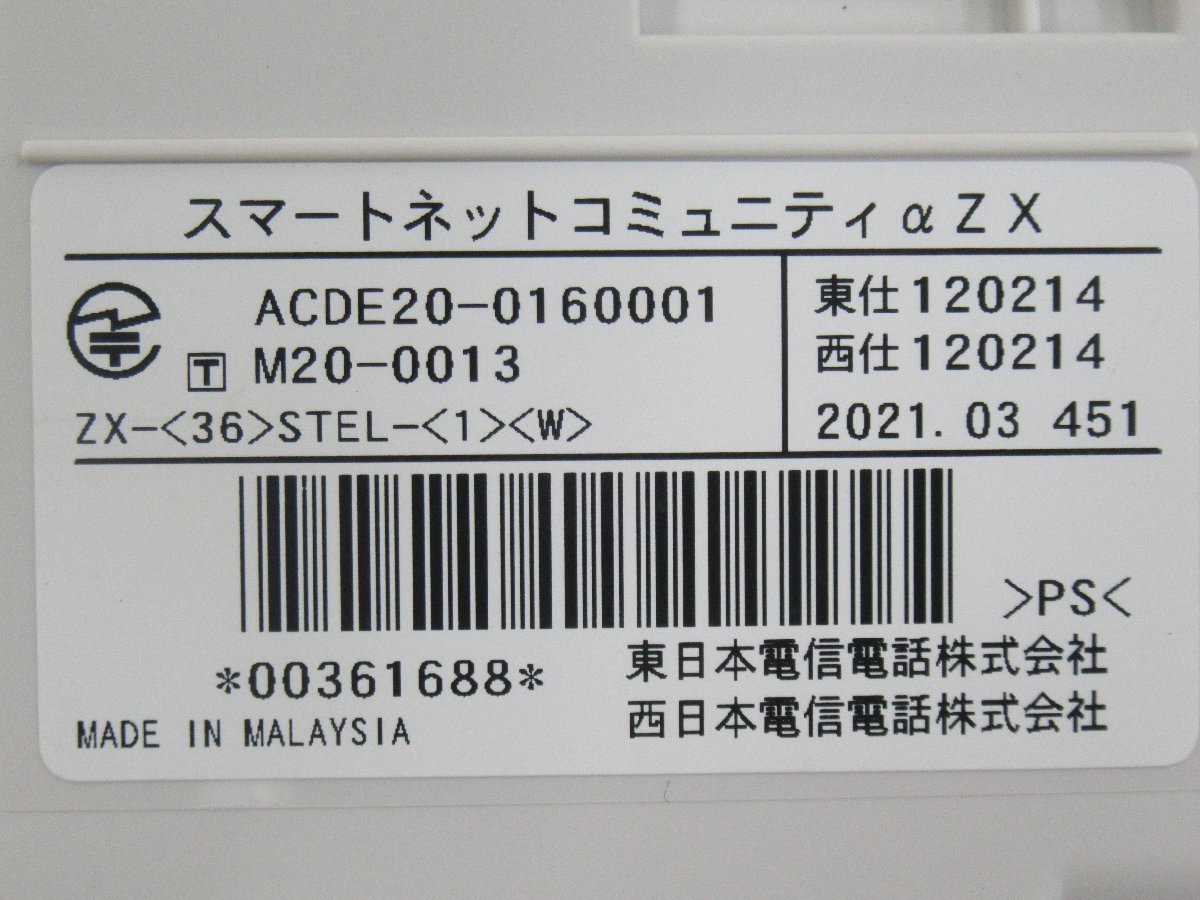 スマートネットコミュニティαZX
ACDE20-0160001
T M20-0013
ZX-<36>STEL-<1><W>
東仕120214
西仕120214
2021.03 451
>PS<
*00361688*
MADE IN MALAYSIA
東日本電信電話株式会社
西日本電信電話株式会社